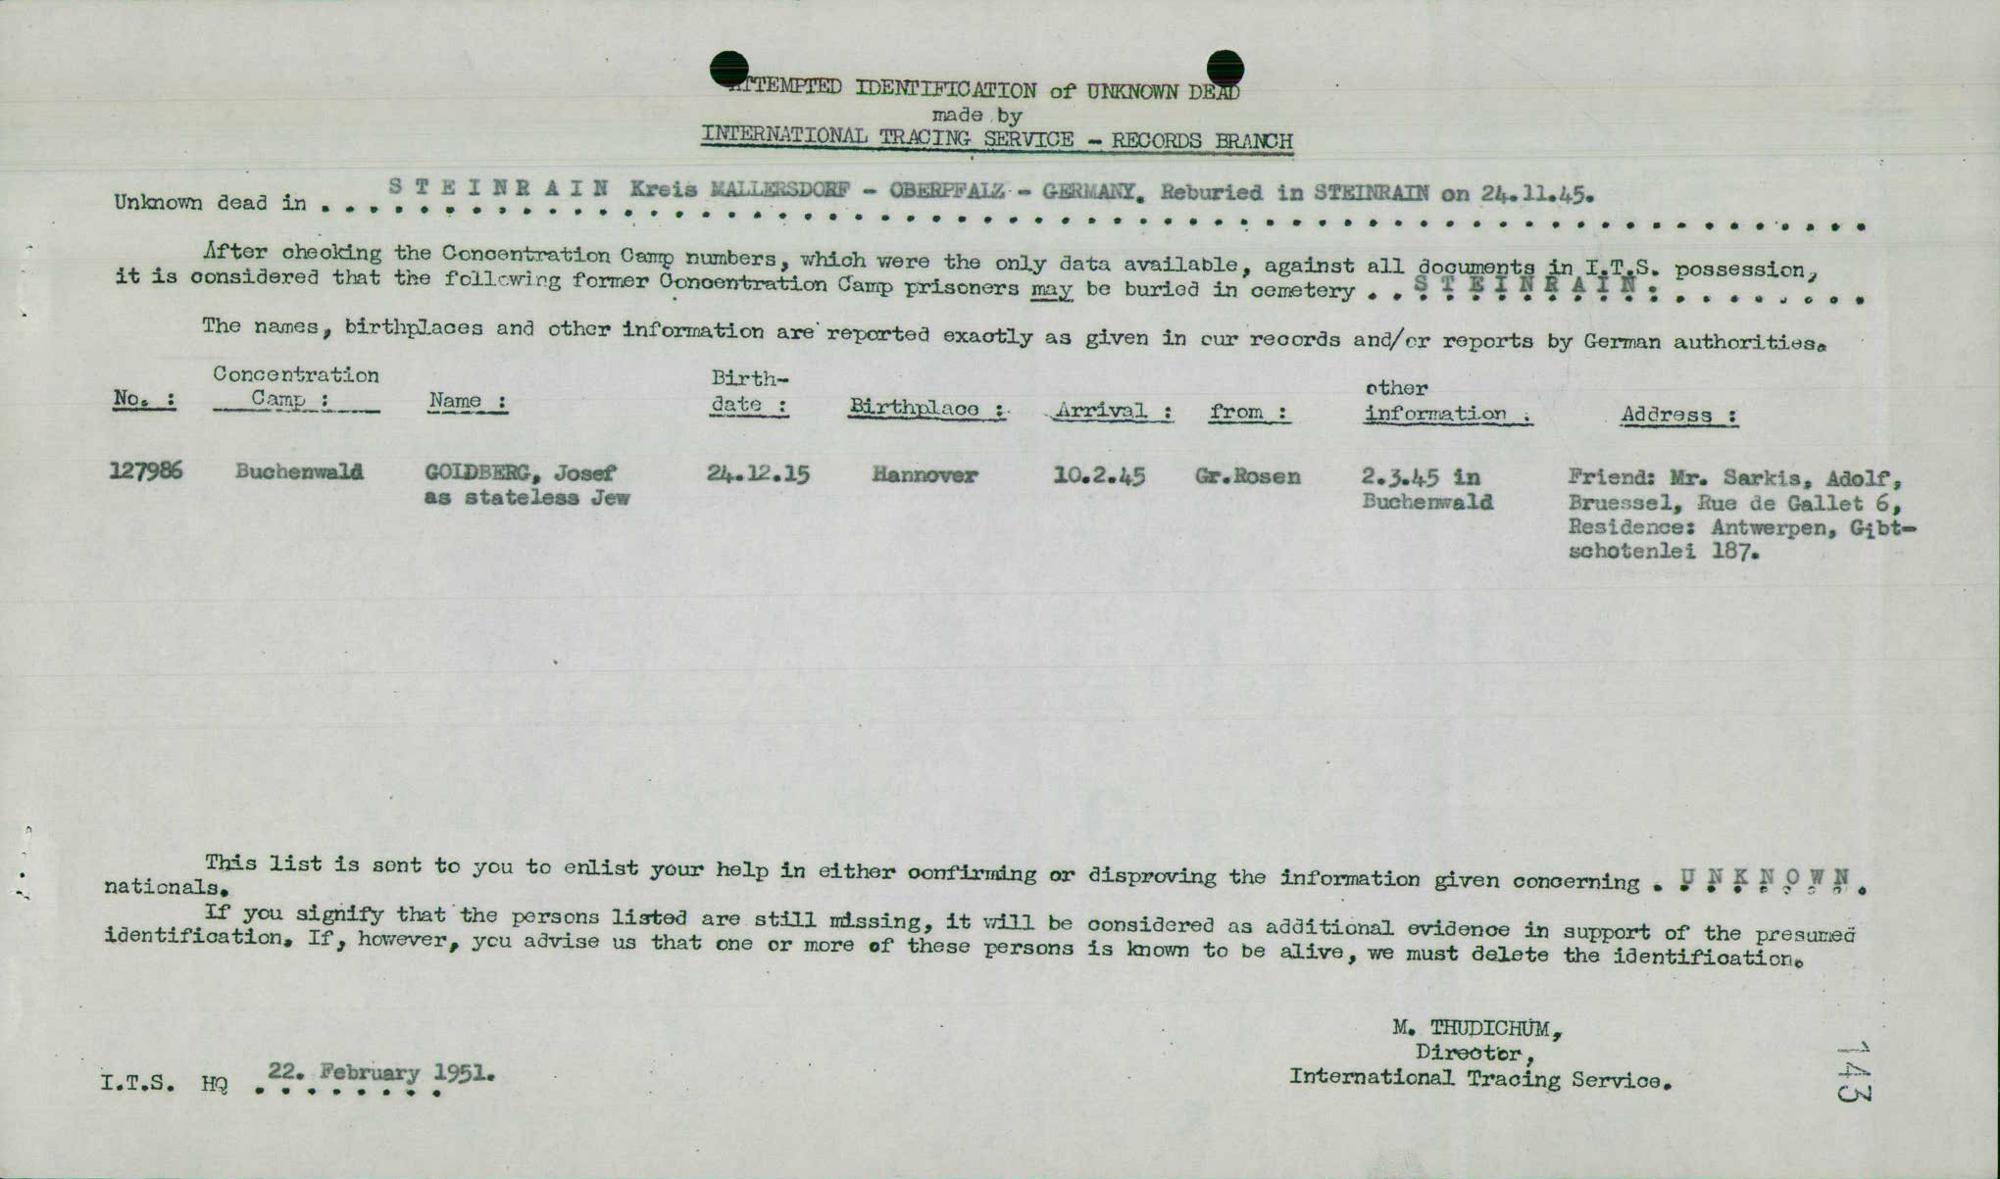 ATTEMPTED IDENTIFICATION of UNKNOWN DEAD
made by
INTERNATIONAL TRACING SERVICE - RECORDS BRANCH
Unknown dead in . . . STEINRAIN Kreis MALLERSDORF - OBERPFALZ - GERMANY. Reburied in STEINRAIN on 24.11.45.
After checking the Concentration Camp numbers, which were the only data available, against all documents in I.T.S. possession,
it is considered that the following former Concentration Camp prisoners may be buried in cemetery . . S T E I N R A I N . . . . . . . . .
The names, birthplaces and other information are reported exactly as given in our records and/or reports by German authorities.
No. : Concentration Camp : Name : Birth-date : Birthplace : Arrival : from : other information : Address :
127986 Buchenwald GOLDBERG, Josef 24.12.15 Hannover 10.2.45 Gr.Rosen 2.3.45 in Friend: Mr. Sarkis, Adolf,
as stateless Jew Buchenwald Bruessel, Rue de Gallet 6,
Residence: Antwerpen, Gibt-
schotenlei 187.
This list is sent to you to enlist your help in either confirming or disproving the information given concerning . U N K N O W N .
nationals.
If you signify that the persons listed are still missing, it will be considered as additional evidence in support of the presumed
identification. If, however, you advise us that one or more of these persons is known to be alive, we must delete the identification.
M. THUDICHUM,
Director,
International Tracing Service.
I.T.S. HQ 22. February 1951.
143